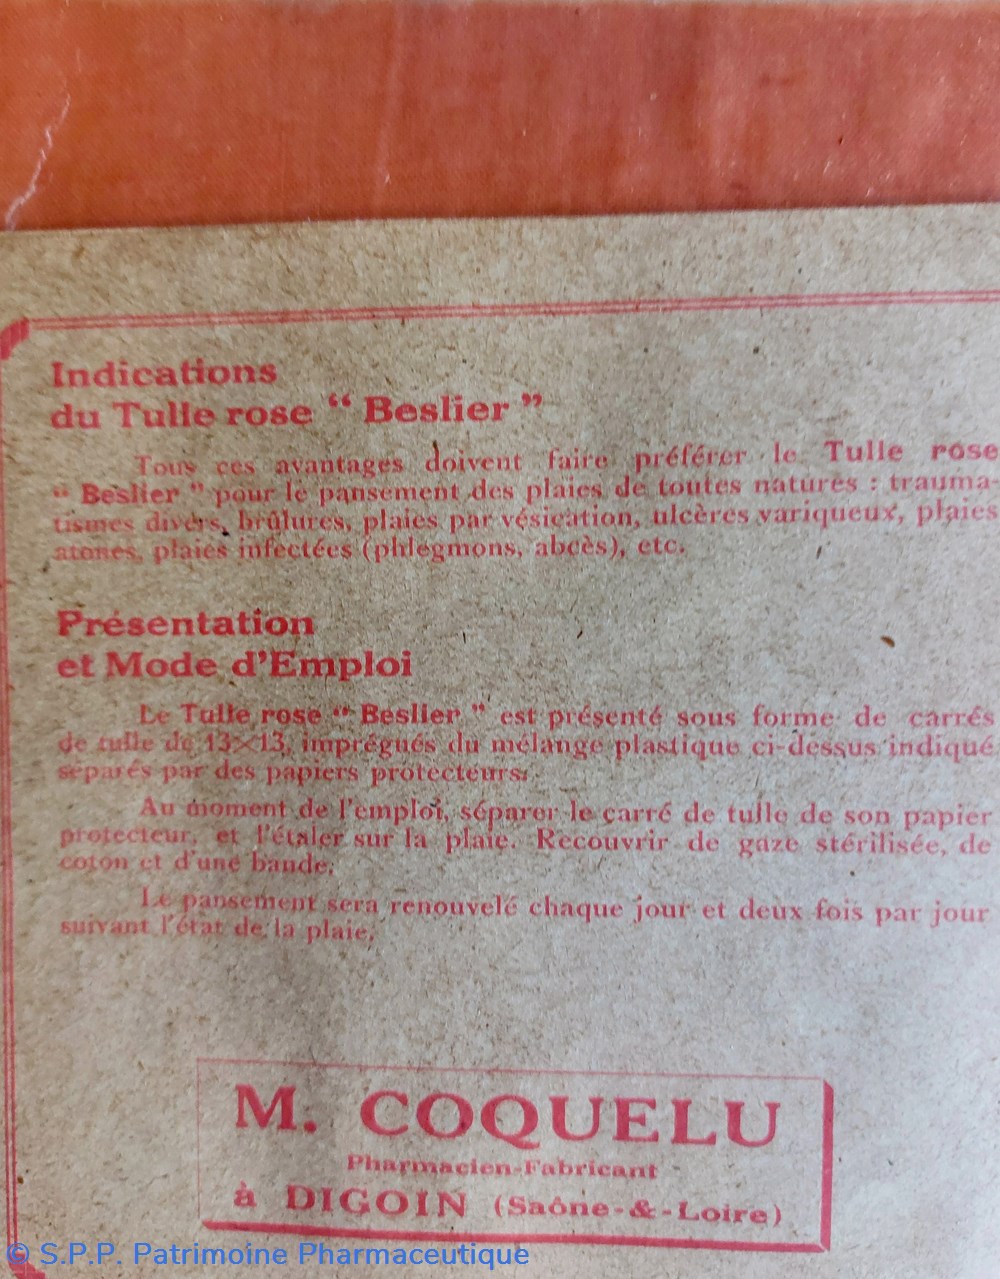 Indications
du Tulle rose “ Beslier ”
Tous ces avantages doivent faire préférer le Tulle rose
“ Beslier ” pour le pansement des plaies de toutes natures : trauma-
tismes divers, brûlures, plaies par vésication, ulcères variqueux, plaies
atones, plaies infectées (phlegmons, abcès), etc.
Présentation
et Mode d’Emploi
Le Tulle rose “ Beslier ” est présenté sous forme de carrés
de tulle de 13×13, imprégués du mélange plastique ci-dessus indiqué
séparés par des papiers protecteurs.
Au moment de l’emploi, séparer le carré de tulle de son papier
protecteur, et l’étaler sur la plaie. Recouvrir de gaze stérilisée, de
coton et d’une bande.
Le pansement sera renouvelé chaque jour et deux fois par jour
suivant l’état de la plaie.
M. COQUELU
Pharmacien-Fabricant
à DIGOIN (Saône-&-Loire)
© S.P.P. Patrimoine Pharmaceutique